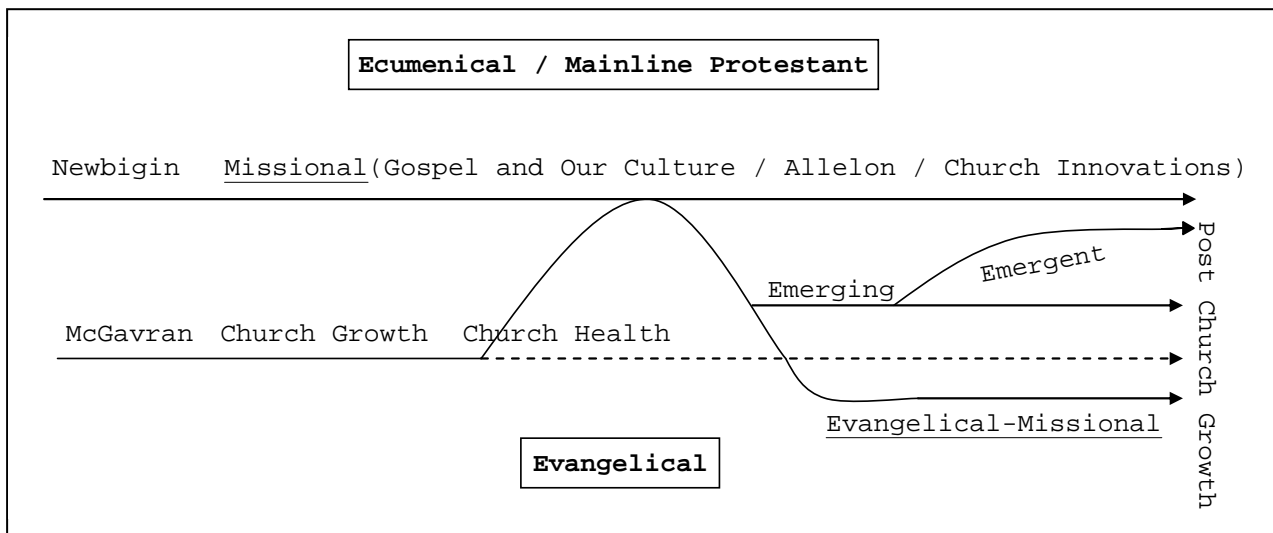 Ecumenical / Mainline Protestant
Newbigin Missional(Gospel and Our Culture / Allelon / Church Innovations)
Emergent
Emerging
McGavran Church Growth Church Health
Evangelical-Missional
Evangelical
Post Church Growth